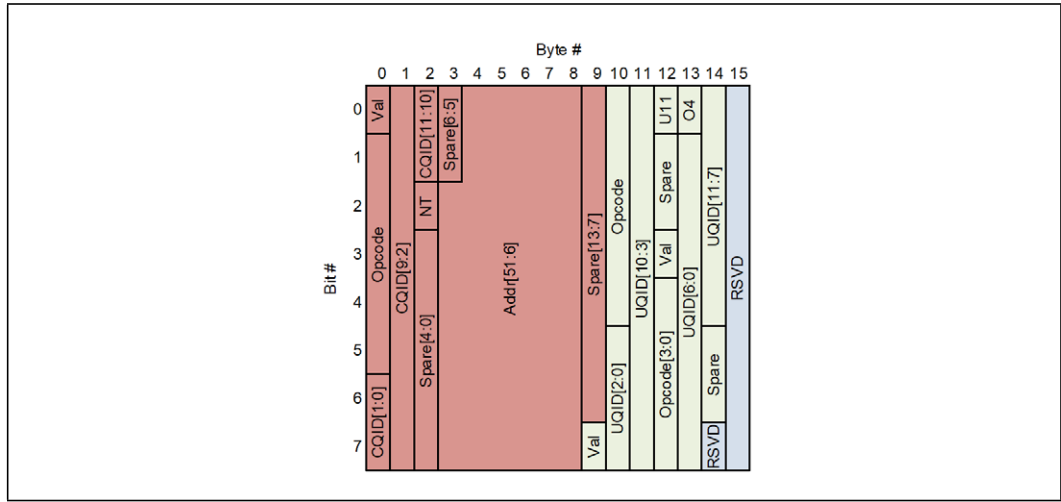 Byte #
0 1 2 3 4 5 6 7 8 9 10 11 12 13 14 15
Bit #
0
1
2
3
4
5
6
7
Val
Opcode
CQID[1:0]
CQID[9:2]
CQID[11:10]
NT
Spare[4:0]
Spare[6:5]
Addr[51:6]
Spare[13:7]
Val
Opcode
UQID[2:0]
UQID[10:3]
U11
Spare
Val
Opcode[3:0]
O4
UQID[6:0]
UQID[11:7]
Spare
RSVD
RSVD